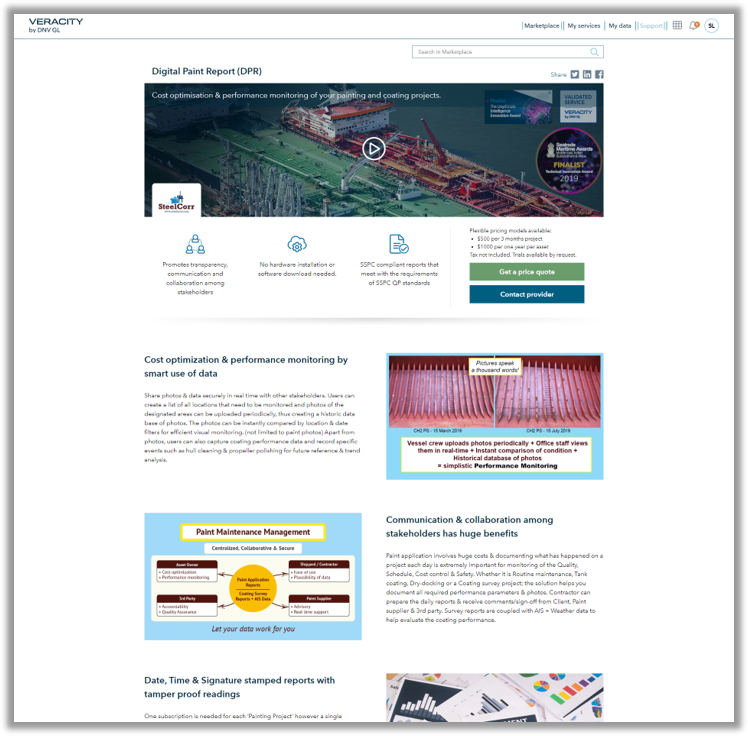 VERACITY
by DNV GL
Marketplace
My services
My data
Support
SL
Search in Marketplace
Digital Paint Report (DPR)
Share
Cost optimisation & performance monitoring of your painting and coating projects.
VALIDATED
SERVICE
VERACITY
by DNV GL
Seatrade
Maritime Awards
FINALIST
Technical Innovation Award
2019
SteelCorr
Promotes transparency,
communication and
collaboration among
stakeholders
No hardware installation or
software download needed.
SSPC compliant reports that
meet with the requirements
of SSPC QP standards
Flexible pricing models available:
• $500 per 3 months project
• $1000 per one year per asset
Tax not included. Trials available by request.
Get a price quote
Contact provider
Cost optimization & performance monitoring by
smart use of data
Share photos & data securely in real time with other stakeholders. Users can
create a list of all locations that need to be monitored and photos of the
designated areas can be uploaded periodically, thus creating a historic data
base of photos. The photos can be instantly compared by location & date
filters for efficient visual monitoring. (not limited to paint photos) Apart from
photos, users can also capture coating performance data and record specific
events such as hull cleaning & propeller polishing for future reference & trend
analysis.
Pictures speak
a thousand words!
CH2 PS - 15 March 2019
CH2 PS - 15 July 2019
Vessel crew uploads photos periodically + Office staff views
them in real-time + Instant comparison of condition +
Historical database of photos
= simplistic Performance Monitoring
Paint Maintenance Management
Centralized, Collaborative & Secure
Asset Owner
• Cost optimization
• Performance monitoring
Shipyard / Contractor
• Ease of use
• Plausibility of data
Paint Application
Reports
Coating Survey
Reports + AIS Data
3rd Party
• Accountability
• Quality Assurance
Paint Supplier
• Advisory
• Real-time support
Let your data work for you
Communication & collaboration among
stakeholders has huge benefits
Paint application involves huge costs & documenting what has happened on a
project each day is extremely important for monitoring of the Quality,
Schedule, Cost control & Safety. Whether it is Routine maintenance, Tank
coating, Dry-docking or a Coating survey project; the solution helps you
document all required performance parameters & photos. Contractor can
prepare the daily reports & receive comments/sign-off from Client, Paint
supplier & 3rd party. Survey reports are coupled with AIS + Weather data to
help evaluate the coating performance.
Date, Time & Signature stamped reports with
tamper proof readings
One subscription is needed for each 'Painting Project' however a single